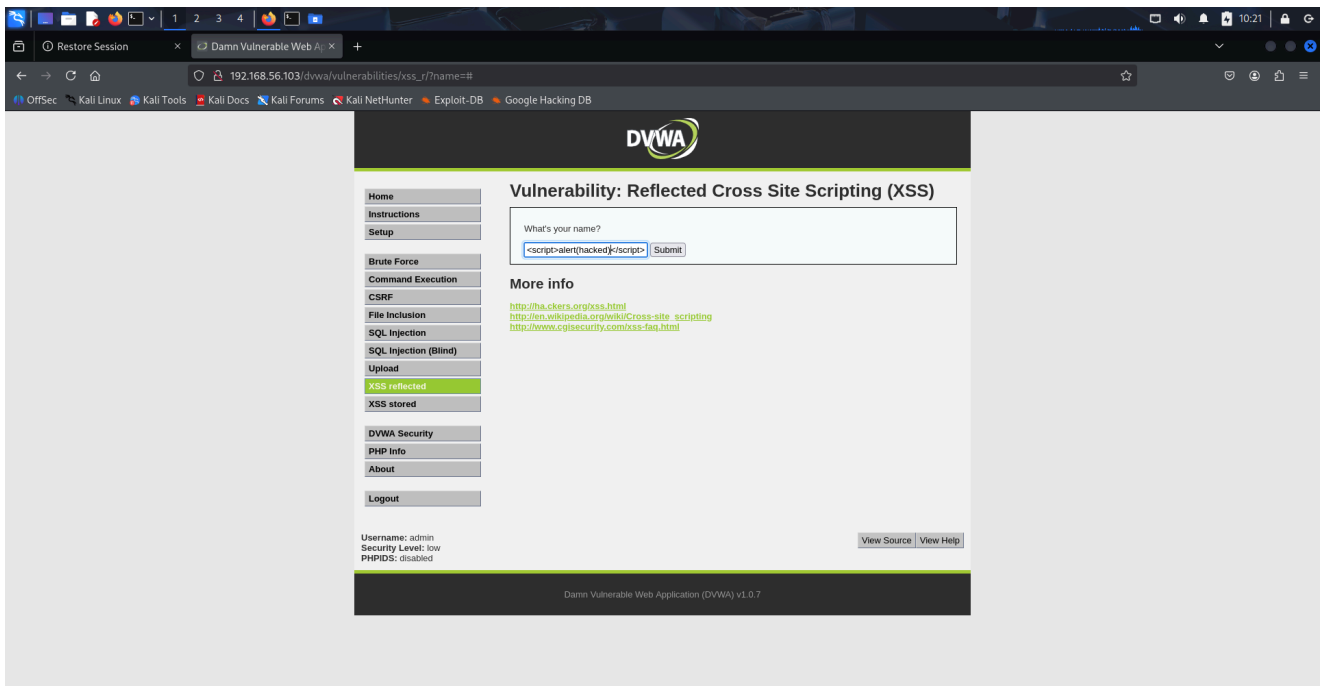 1 2 3 4 10:21
Restore Session Damn Vulnerable Web Ap
192.168.56.103/dvwa/vulnerabilities/xss_r/?name=#
OffSec Kali Linux Kali Tools Kali Docs Kali Forums Kali NetHunter Exploit-DB Google Hacking DB
DVWA
Home
Instructions
Setup
Brute Force
Command Execution
CSRF
File Inclusion
SQL Injection
SQL Injection (Blind)
Upload
XSS reflected
XSS stored
DVWA Security
PHP Info
About
Logout
Vulnerability: Reflected Cross Site Scripting (XSS)
What's your name?
<script>alert(hacked)</script> Submit
More info
http://ha.ckers.org/xss.html
http://en.wikipedia.org/wiki/Cross-site_scripting
http://www.cgisecurity.com/xss-faq.html
Username: admin
Security Level: low
PHPIDS: disabled
View Source View Help
Damn Vulnerable Web Application (DVWA) v1.0.7